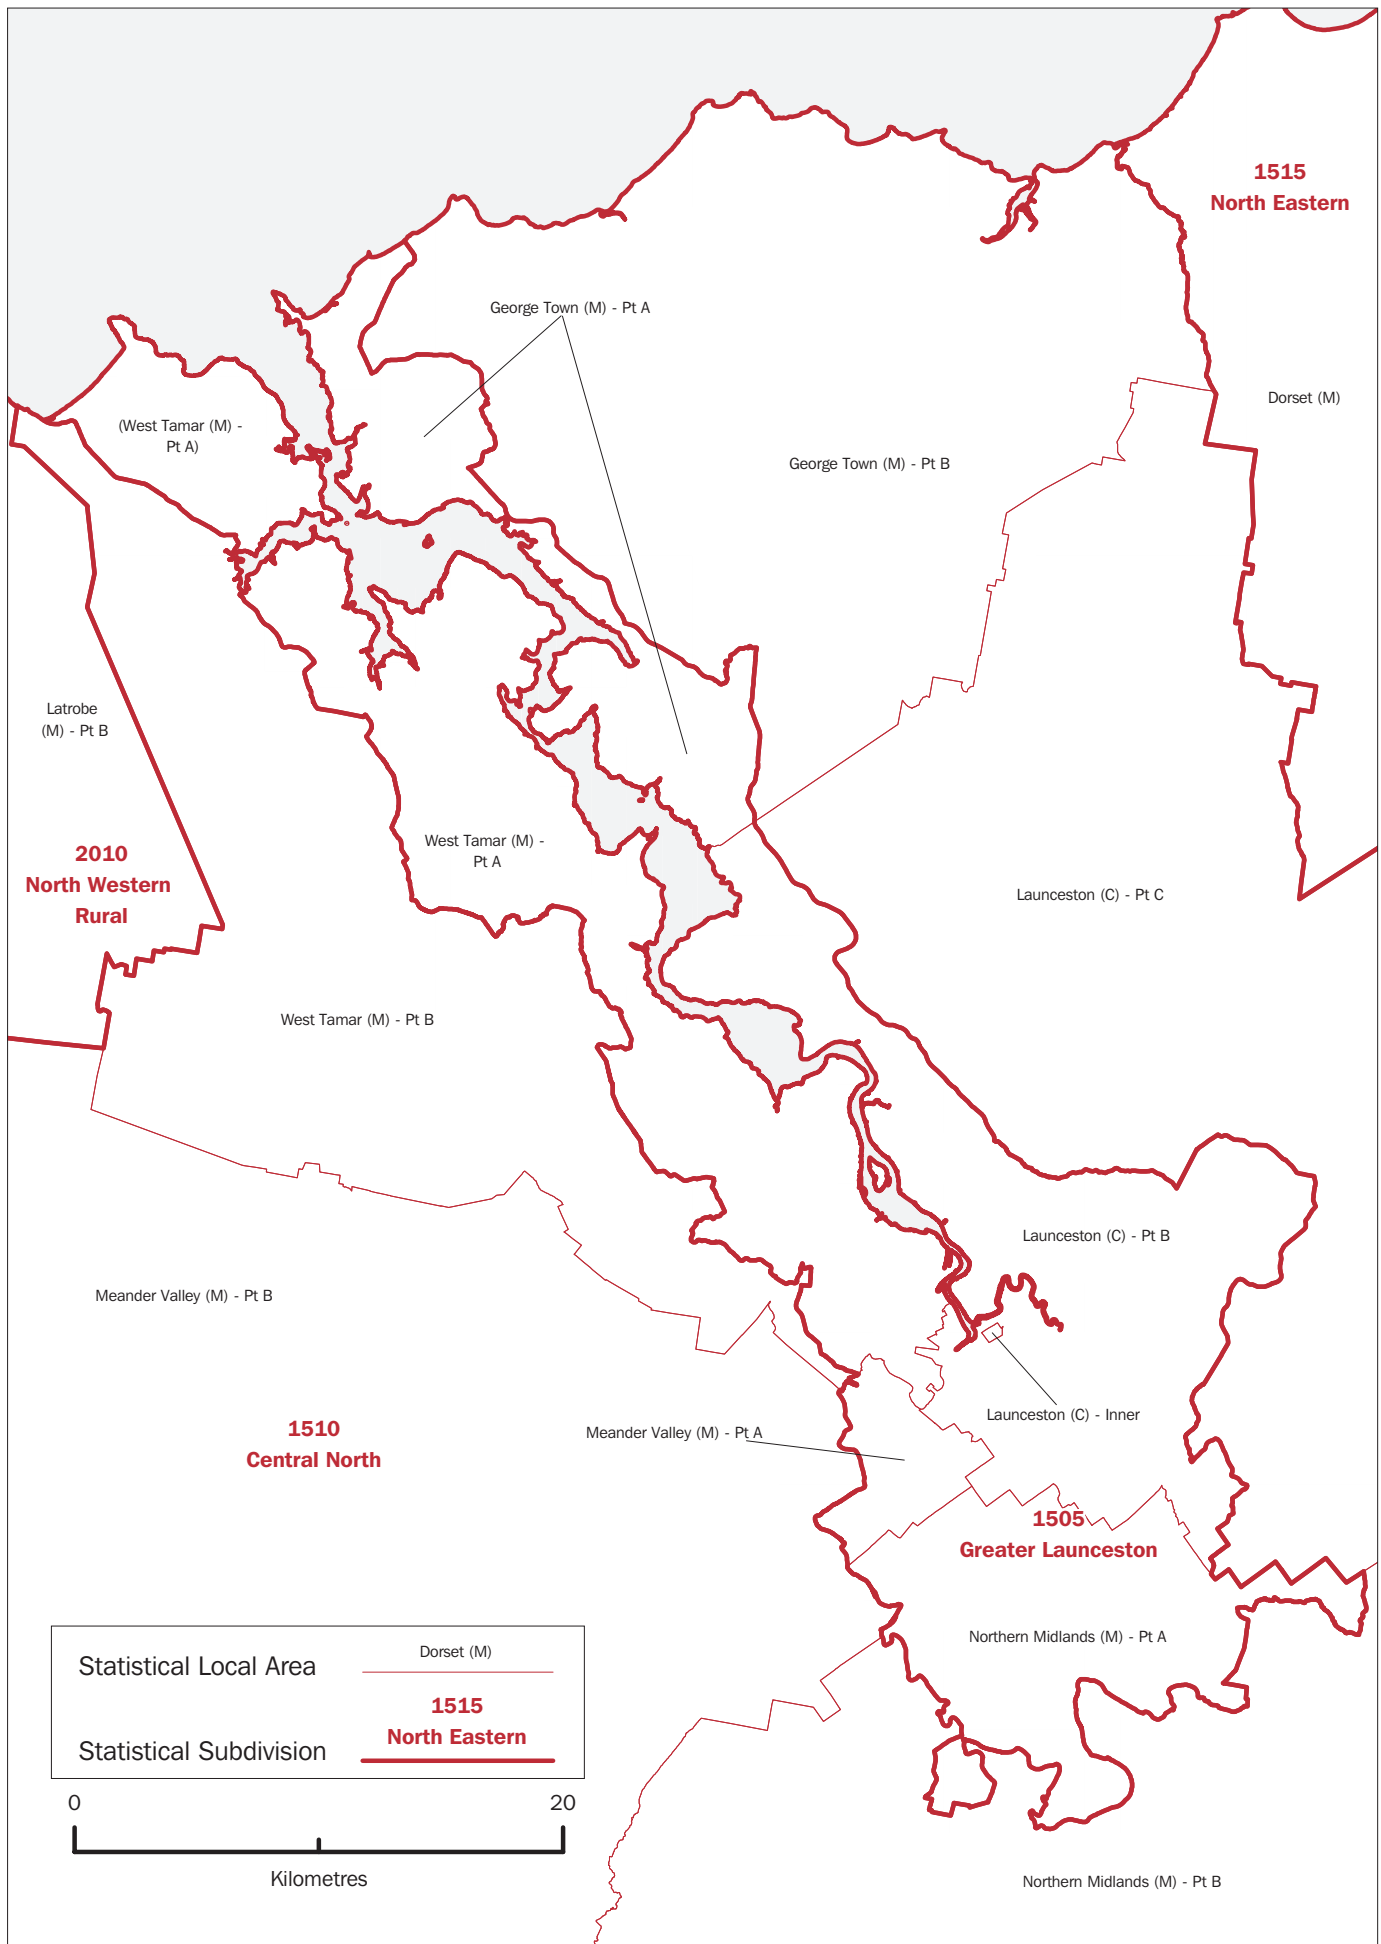 1515
North Eastern
George Town (M) - Pt A
Dorset (M)
(West Tamar (M) -
Pt A)
George Town (M) - Pt B
Latrobe
(M) - Pt B
West Tamar (M) -
Pt A
2010
North Western
Rural
Launceston (C) - Pt C
West Tamar (M) - Pt B
Launceston (C) - Pt B
Meander Valley (M) - Pt B
Launceston (C) - Inner
1510
Central North
Meander Valley (M) - Pt A
1505
Greater Launceston
Northern Midlands (M) - Pt A
Statistical Local Area
Dorset (M)
1515
North Eastern
Statistical Subdivision
0 20
Kilometres
Northern Midlands (M) - Pt B